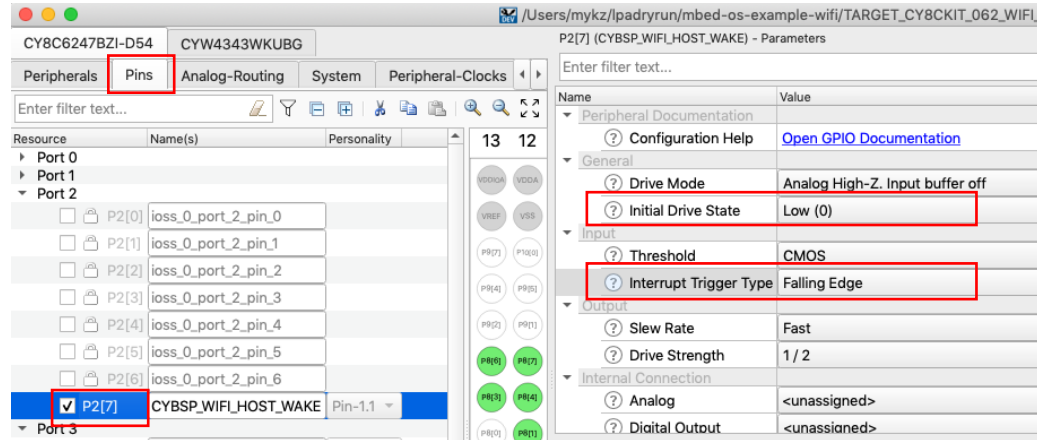 /Users/mykz/lpadryrun/mbed-os-example-wifi/TARGET_CY8CKIT_062_WIFI_
CY8C6247BZI-D54 CYW4343WKUBG
Peripherals Pins Analog-Routing System Peripheral-Clocks
Enter filter text...
Resource Name(s) Personality
Port 0
Port 1
Port 2
P2[0] ioss_0_port_2_pin_0
P2[1] ioss_0_port_2_pin_1
P2[2] ioss_0_port_2_pin_2
P2[3] ioss_0_port_2_pin_3
P2[4] ioss_0_port_2_pin_4
P2[5] ioss_0_port_2_pin_5
P2[6] ioss_0_port_2_pin_6
P2[7] CYBSP_WIFI_HOST_WAKE Pin-1.1
Port 3
13 12
VDDIOA VDDA
VREF VSS
P9[7] P10[0]
P9[4] P9[5]
P9[2] P9[1]
P8[6] P8[7]
P8[3] P8[4]
P8[0] P8[1]
P2[7] (CYBSP_WIFI_HOST_WAKE) - Parameters
Enter filter text...
Name Value
Peripheral Documentation
Configuration Help Open GPIO Documentation
General
Drive Mode Analog High-Z. Input buffer off
Initial Drive State Low (0)
Input
Threshold CMOS
Interrupt Trigger Type Falling Edge
Output
Slew Rate Fast
Drive Strength 1 / 2
Internal Connection
Analog <unassigned>
Digital Output <unassigned>